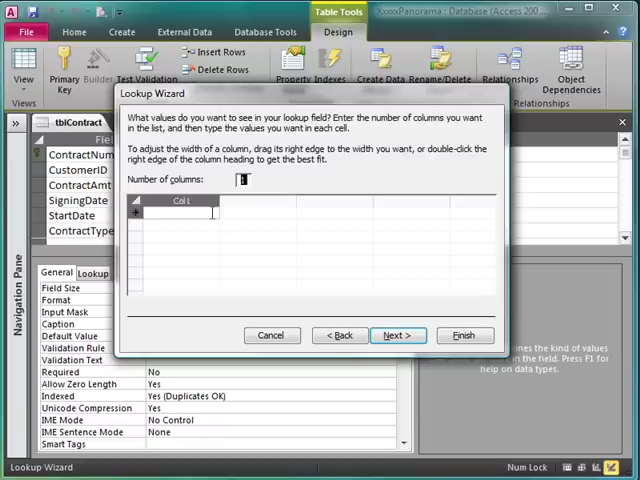 Table Tools
xxxxPanorama - Database (Access 200...
File
Home
Create
External Data
Database Tools
Design
View
Primary Key
Builder
Test Validation
Insert Rows
Delete Rows
Property
Indexes
Create Data
Rename/Delete
Object Dependencies
Views
Relationships
Lookup Wizard
What values do you want to see in your lookup field? Enter the number of columns you want
in the list, and then type the values you want in each cell.
To adjust the width of a column, drag its right edge to the width you want, or double-click the
right edge of the column heading to get the best fit.
Number of columns: 1
Col1
Cancel
< Back
Next >
Finish
»
tblContract
ContractNum
CustomerID
ContractAmt
SigningDate
StartDate
ContractType
Navigation Pane
General
Lookup
Field Size
Format
Input Mask
Caption
Default Value
Validation Rule
Validation Text
Required No
Allow Zero Length Yes
Indexed Yes (Duplicates OK)
Unicode Compression Yes
IME Mode No Control
IME Sentence Mode None
Smart Tags
the kind of values
in the field. Press F1 for
help on data types.
Lookup Wizard
Num Lock